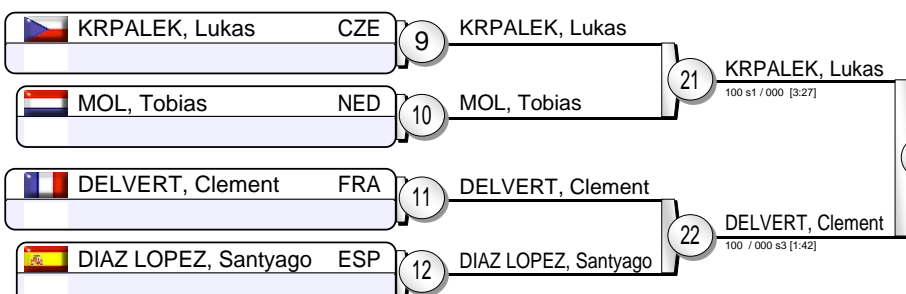 KRPALEK, Lukas CZE 9 KRPALEK, Lukas
21 KRPALEK, Lukas
100 s1 / 000 [3:27]
MOL, Tobias NED 10 MOL, Tobias
DELVERT, Clement FRA 11 DELVERT, Clement
22 DELVERT, Clement
100 / 000 s3 [1:42]
DIAZ LOPEZ, Santyago ESP 12 DIAZ LOPEZ, Santyago